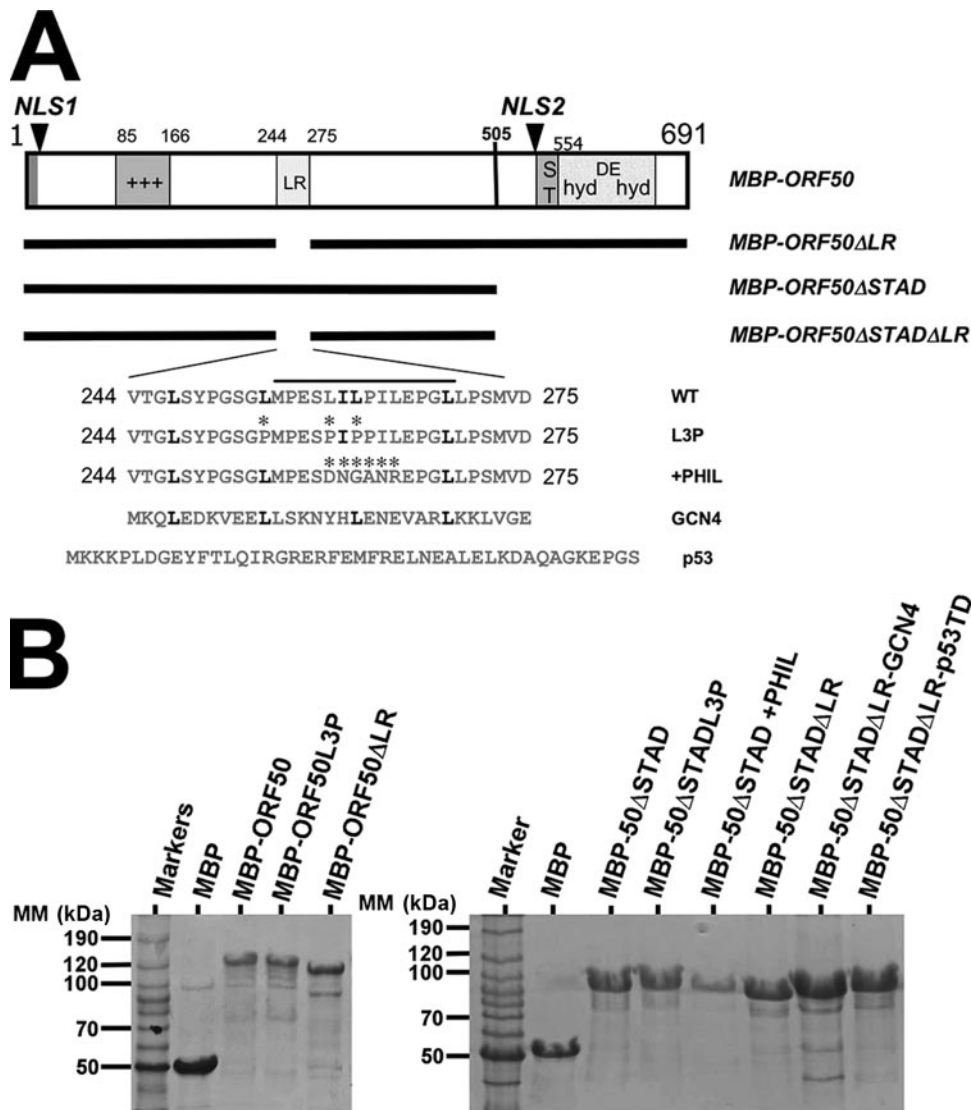 A
NLS1 NLS2
1 85 166 244 275 505 554 691
+++ LR ST hyd DE hyd MBP-ORF50
MBP-ORF50ΔLR
MBP-ORF50ΔSTAD
MBP-ORF50ΔSTADΔLR
244 VTGLSYPGSGLMPESLILPILEPGLLPSMVD 275 WT
* * *
244 VTGLSYPGSGPMPESPIPPILEPGLLPSMVD 275 L3P
******
244 VTGLSYPGSGLMPESDNGANREPGLLPSMVD 275 +PHIL
MKQLEDKVEELLSKNYHLENEVARLKKLVGE GCN4
MKKKPLDGEYFTLQIRGRERFEMFRELNEALELKDAQAGKEPGS p53
B
Markers
MBP
MBP-ORF50
MBP-ORF50L3P
MBP-ORF50ΔLR
MM (kDa)
190
120
100
70
50
Marker
MBP
MBP-50ΔSTAD
MBP-50ΔSTADL3P
MBP-50ΔSTAD +PHIL
MBP-50ΔSTADΔLR
MBP-50ΔSTADΔLR-GCN4
MBP-50ΔSTADΔLR-p53TD
MM (kDa)
190
120
100
70
50